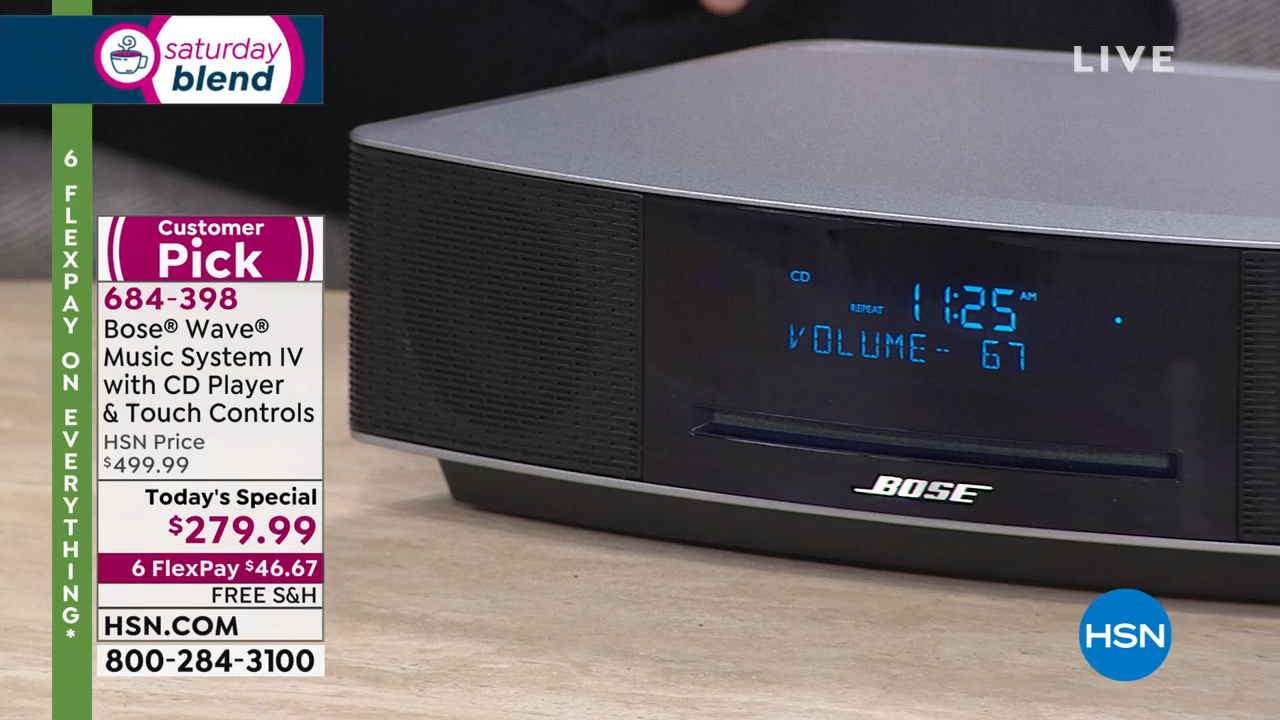 saturday
blend
LIVE
6 FLEXPAY ON EVERYTHING*
Customer
Pick
684-398
Bose® Wave®
Music System IV
with CD Player
& Touch Controls
HSN Price
$499.99
Today's Special
$279.99
6 FlexPay $46.67
FREE S&H
HSN.COM
800-284-3100
CD
REPEAT 11:25 AM
VOLUME- 67
BOSE
HSN